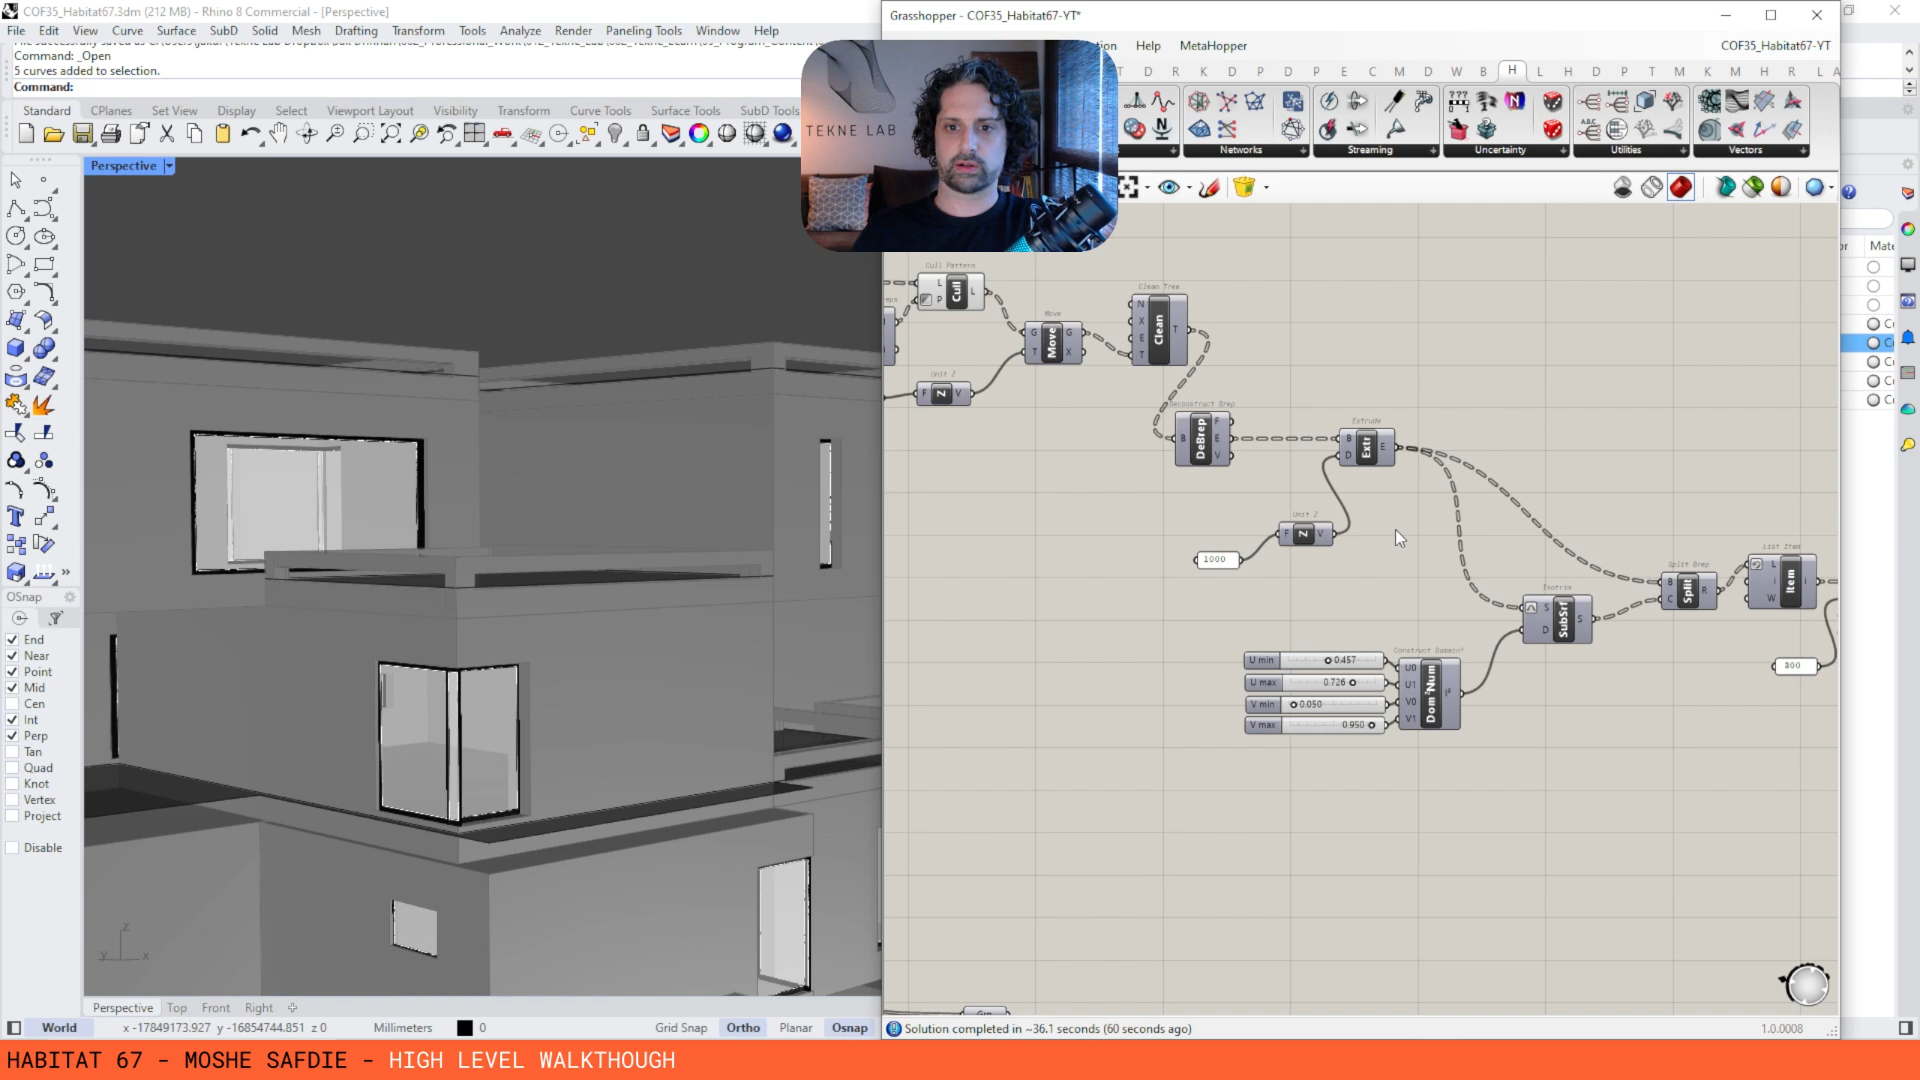 COF35_Habitat67.3dm (212 MB) - Rhino 8 Commercial - [Perspective]
File Edit View Curve Surface SubD Solid Mesh Drafting Transform Tools Analyze Render Paneling Tools Window Help
Command: _Open
5 curves added to selection.
Command:
Standard CPlanes Set View Display Select Viewport Layout Visibility Transform Curve Tools Surface Tools SubD Tools
Perspective
OSnap
End
Near
Point
Mid
Cen
Int
Perp
Tan
Quad
Knot
Vertex
Project
Disable
z
y x
Perspective Top Front Right
World x -17849173.927 y -16854744.851 z 0 Millimeters 0 Grid Snap Ortho Planar Osnap
TEKNE LAB
Grasshopper - COF35_Habitat67-YT*
Help MetaHopper COF35_Habitat67-YT
D R K D P D P E C M D W B H L H D P T M K M H R L A
Networks Streaming Uncertainty Utilities Vectors
Cull Pattern
L P Cull L
Move
G T Move G X
Clean Tree
N X E T Clean T
Unit Z
F Z V
Deconstruct Brep
B DeBrep F E V
Extrude
B D Extr E
Unit Z
F Z V
1000
Isotrim
S D SubSrf S
Split Brep
B C Split R
List Item
L i W Item i
300
Construct Domain²
U min 0.457
U max 0.726
V min 0.050
V max 0.950
U0 U1 V0 V1 Dom²Num I²
Solution completed in ~36.1 seconds (60 seconds ago) 1.0.0008
Mate
HABITAT 67 - MOSHE SAFDIE - HIGH LEVEL WALKTHOUGH